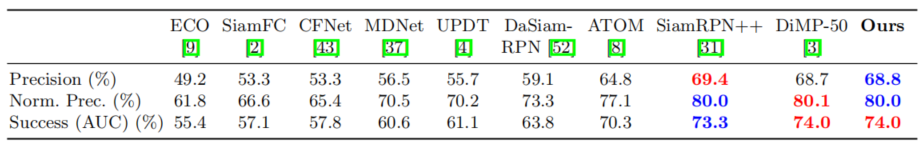 ECO SiamFC CFNet MDNet UPDT DaSiam- ATOM SiamRPN++ DiMP-50 Ours
[9] [2] [43] [37] [4] RPN [52] [8] [31] [3]
Precision (%) 49.2 53.3 53.3 56.5 55.7 59.1 64.8 69.4 68.7 68.8
Norm. Prec. (%) 61.8 66.6 65.4 70.5 70.2 73.3 77.1 80.0 80.1 80.0
Success (AUC) (%) 55.4 57.1 57.8 60.6 61.1 63.8 70.3 73.3 74.0 74.0